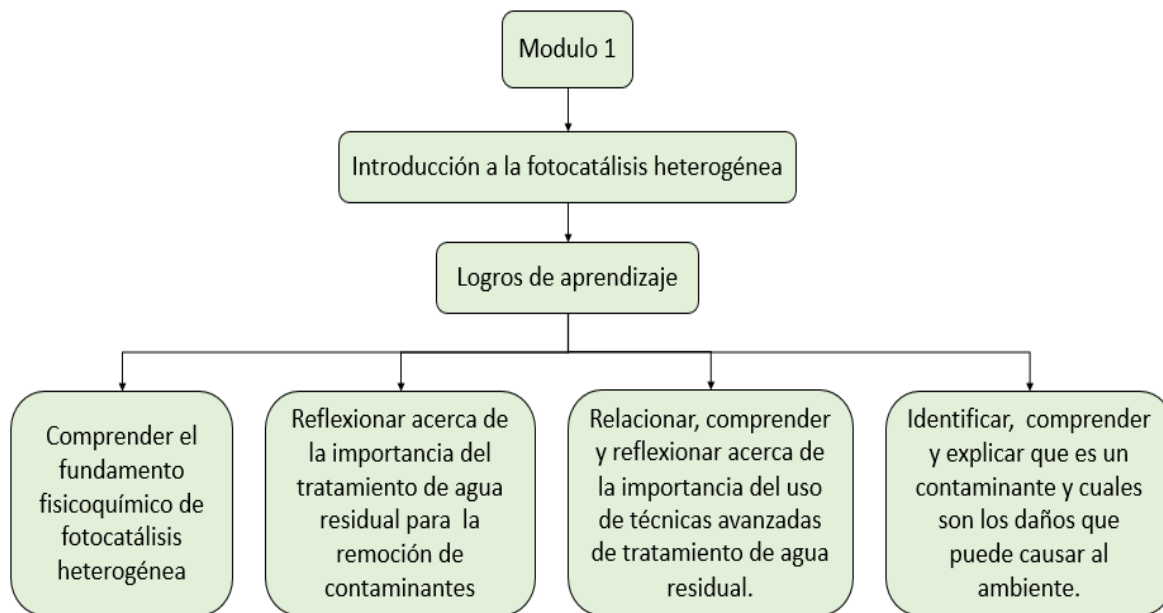 Modulo 1
Introducción a la fotocatálisis heterogénea
Logros de aprendizaje
Comprender el
fundamento
fisicoquímico de
fotocatálisis
heterogénea
Reflexionar acerca de
la importancia del
tratamiento de agua
residual para la
remoción de
contaminantes
Relacionar, comprender
y reflexionar acerca de
la importancia del uso
de técnicas avanzadas
de tratamiento de agua
residual.
Identificar, comprender
y explicar que es un
contaminante y cuales
son los daños que
puede causar al
ambiente.